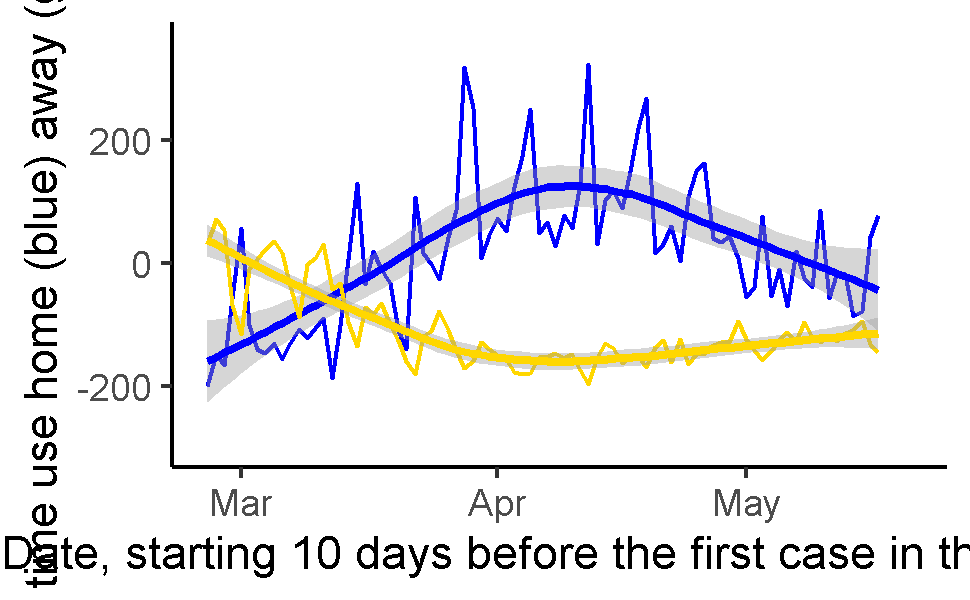 time use home (blue) away (
200
0
-200
Mar Apr May
Date, starting 10 days before the first case in th